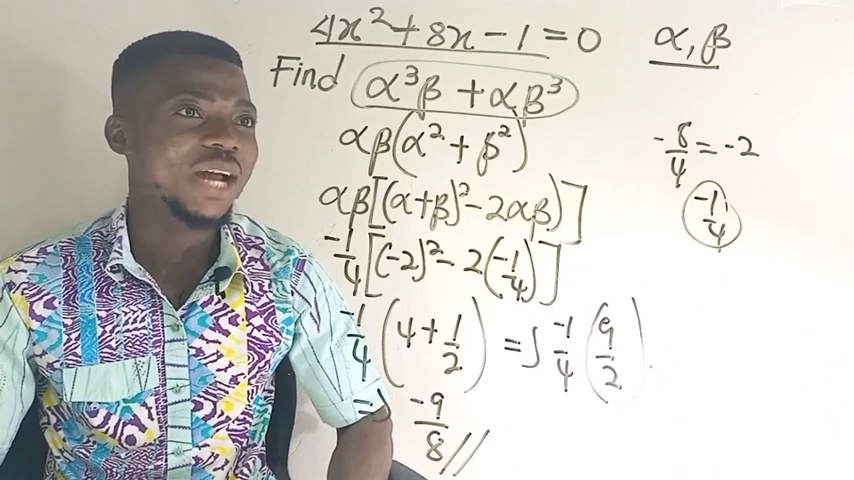 4x² + 8x - 1 = 0   α, β
Find α³β + αβ³
αβ(α² + β²)
-8/4 = -2
αβ[(α+β)² - 2αβ)]
-1/4
-1/4[(-2)² - 2(-1/4)]
-1/4(4 + 1/2) = -1/4(9/2)
= -9/8//